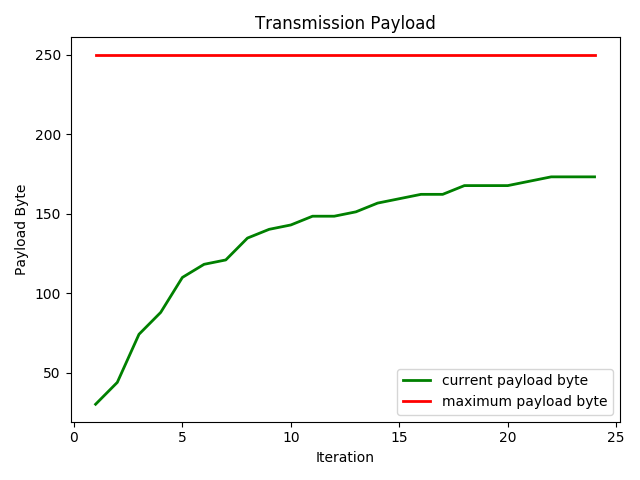 Transmission Payload
250
200
150
100
50
Payload Byte
0
5
10
15
20
25
Iteration
current payload byte
maximum payload byte